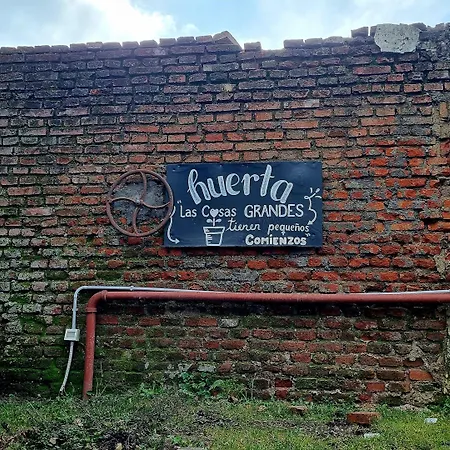 huerta
"Las Cosas GRANDES
tienen pequeños
COMIENZOS"